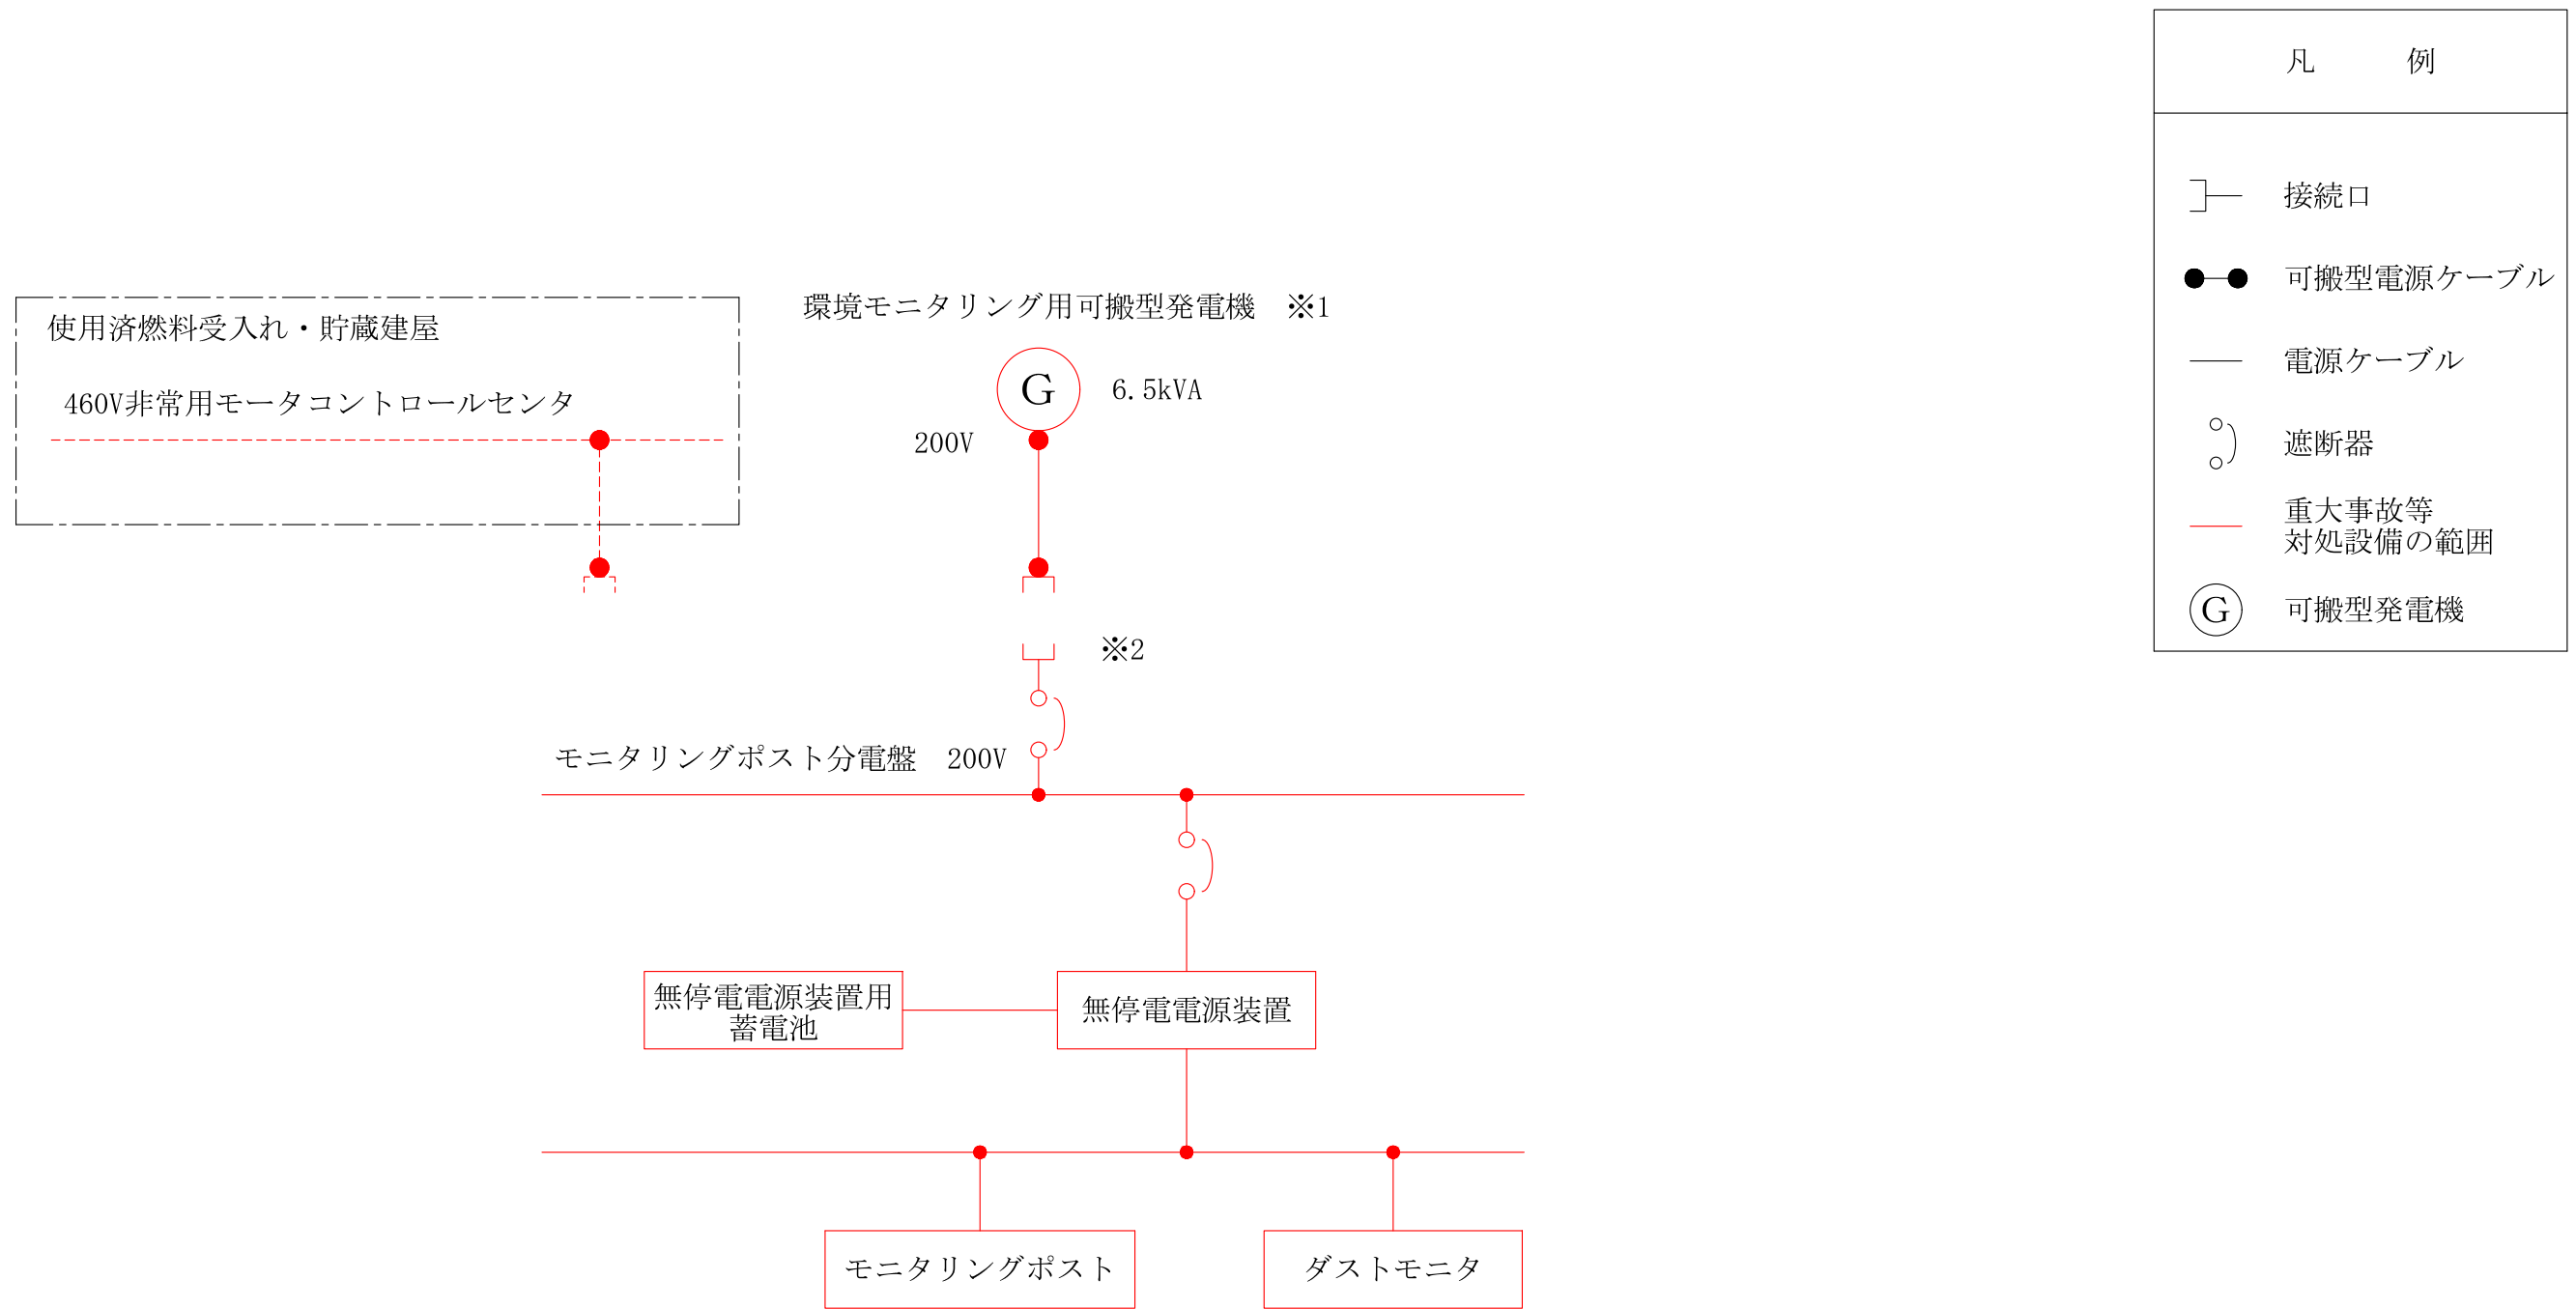 凡　例
接続口
可搬型電源ケーブル
電源ケーブル
遮断器
重大事故等
対処設備の範囲
G
可搬型発電機
使用済燃料受入れ・貯蔵建屋
460V非常用モータコントロールセンタ
環境モニタリング用可搬型発電機　※1
G
6.5kVA
200V
※2
モニタリングポスト分電盤　200V
無停電電源装置用
蓄電池
無停電電源装置
モニタリングポスト
ダストモニタ